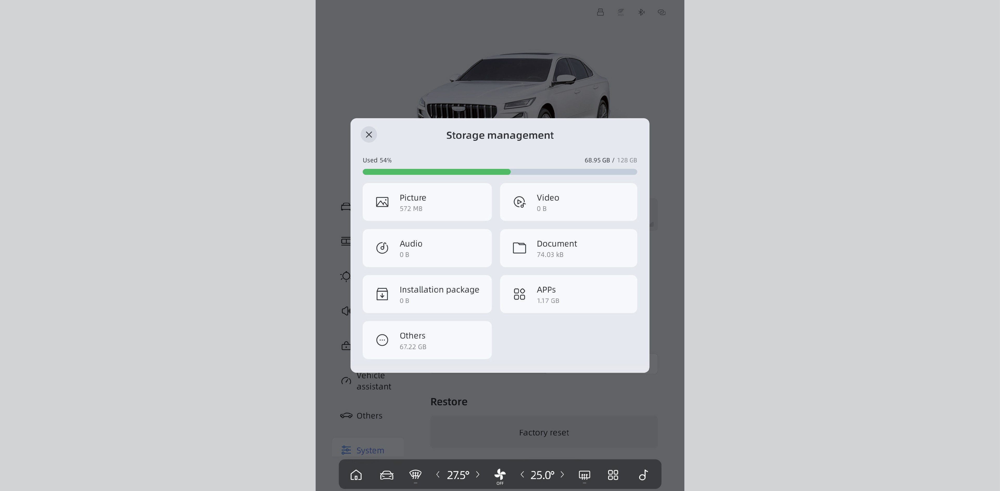 AQS
Storage management
Used 54%
68.95 GB / 128 GB
Picture
572 MB
Video
0 B
Audio
0 B
Document
74.03 kB
Installation package
0 B
APPs
1.17 GB
Others
67.22 GB
Vehicle
assistant
Restore
Others
Factory reset
System
27.5°
OFF
25.0°